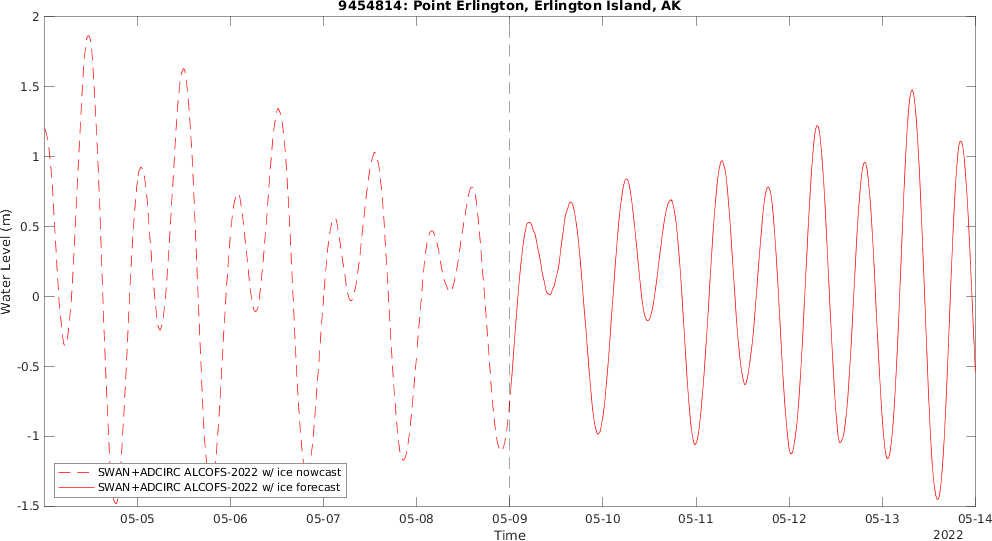 9454814: Point Erlington, Erlington Island, AK
2
1.5
1
0.5
0
-0.5
-1
-1.5
Water Level (m)
SWAN+ADCIRC ALCOFS-2022 w/ ice nowcast
SWAN+ADCIRC ALCOFS-2022 w/ ice forecast
05-05 05-06 05-07 05-08 05-09 05-10 05-11 05-12 05-13 05-14
Time
2022